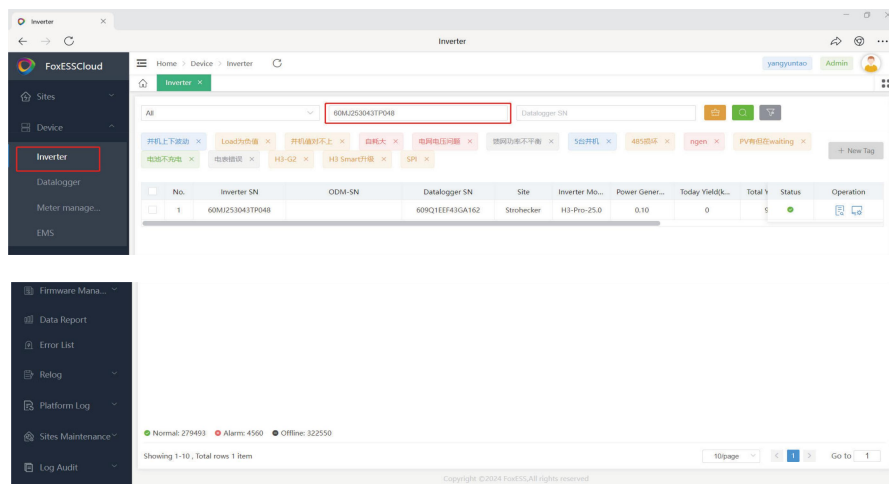 Inverter
Inverter
FoxESSCloud
Home > Device > Inverter
yangyuntao
Admin
Inverter ×
Sites
All
60MJ253043TP048
Datalogger SN
Device
并机上下波动 × Load为负值 × 并机值对不上 × 自耗大 × 电网电压问题 × 馈网功率不平衡 × 5台并机 × 485损坏 × ngen × PV有但在waiting ×
+ New Tag
Inverter
电池不充电 × 电表错误 × H3-G2 × H3 Smart升级 × SPI ×
Datalogger
No. Inverter SN ODM-SN Datalogger SN Site Inverter Mo... Power Gener... Today Yield(k... Total Y Status Operation
Meter manage...
1 60MJ253043TP048 609Q1EEF43GA162 Strohecker H3-Pro-25.0 0.10 0 9
EMS
Firmware Mana...
Data Report
Error List
Relog
Platform Log
Normal: 279493 Alarm: 4560 Offline: 322550
Sites Maintenance
Showing 1-10 , Total rows 1 item
10/page
1
Go to 1
Log Audit
Copyright ©2024 FoxESS,All rights reserved